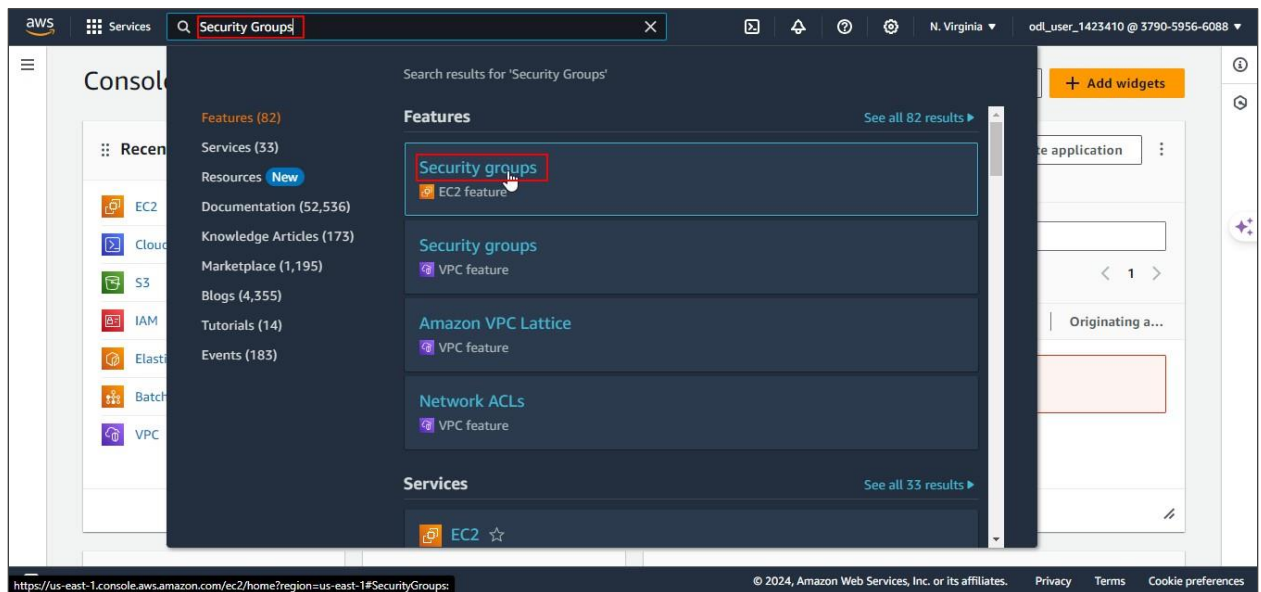 aws
Services
Security Groups
N. Virginia ▼
odl_user_1423410 @ 3790-5956-6088 ▼
Search results for 'Security Groups'
Features (82)
Services (33)
Resources New
Documentation (52,536)
Knowledge Articles (173)
Marketplace (1,195)
Blogs (4,355)
Tutorials (14)
Events (183)
Features
See all 82 results ▶
Security groups
EC2 feature
Security groups
VPC feature
Amazon VPC Lattice
VPC feature
Network ACLs
VPC feature
Services
See all 33 results ▶
EC2
Console
+ Add widgets
Recen
EC2
Cloud
S3
IAM
Elasti
Batch
VPC
te application
< 1 >
Originating a...
https://us-east-1.console.aws.amazon.com/ec2/home?region=us-east-1#SecurityGroups:
© 2024, Amazon Web Services, Inc. or its affiliates.
Privacy
Terms
Cookie preferences